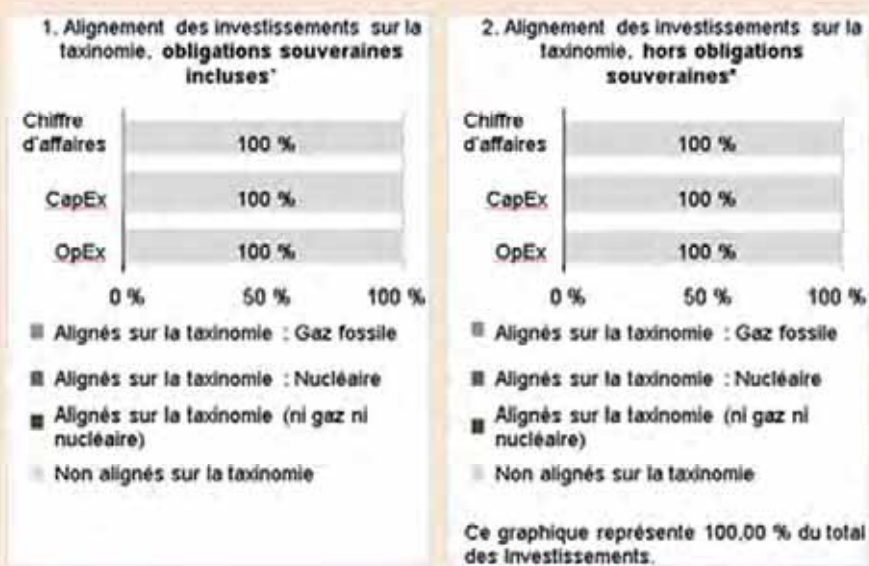 1. Alignement des investissements sur la
taxinomie, obligations souveraines
incluses*
Chiffre
d'affaires
100 %
CapEx
100 %
OpEx
100 %
0 %
50 %
100 %
Alignés sur la taxinomie : Gaz fossile
Alignés sur la taxinomie : Nucléaire
Alignés sur la taxinomie (ni gaz ni
nucléaire)
Non alignés sur la taxinomie
2. Alignement des investissements sur la
taxinomie, hors obligations
souveraines*
Chiffre
d'affaires
100 %
CapEx
100 %
OpEx
100 %
0 %
50 %
100 %
Alignés sur la taxinomie : Gaz fossile
Alignés sur la taxinomie : Nucléaire
Alignés sur la taxinomie (ni gaz ni
nucléaire)
Non alignés sur la taxinomie
Ce graphique représente 100.00 % du total
des Investissements.